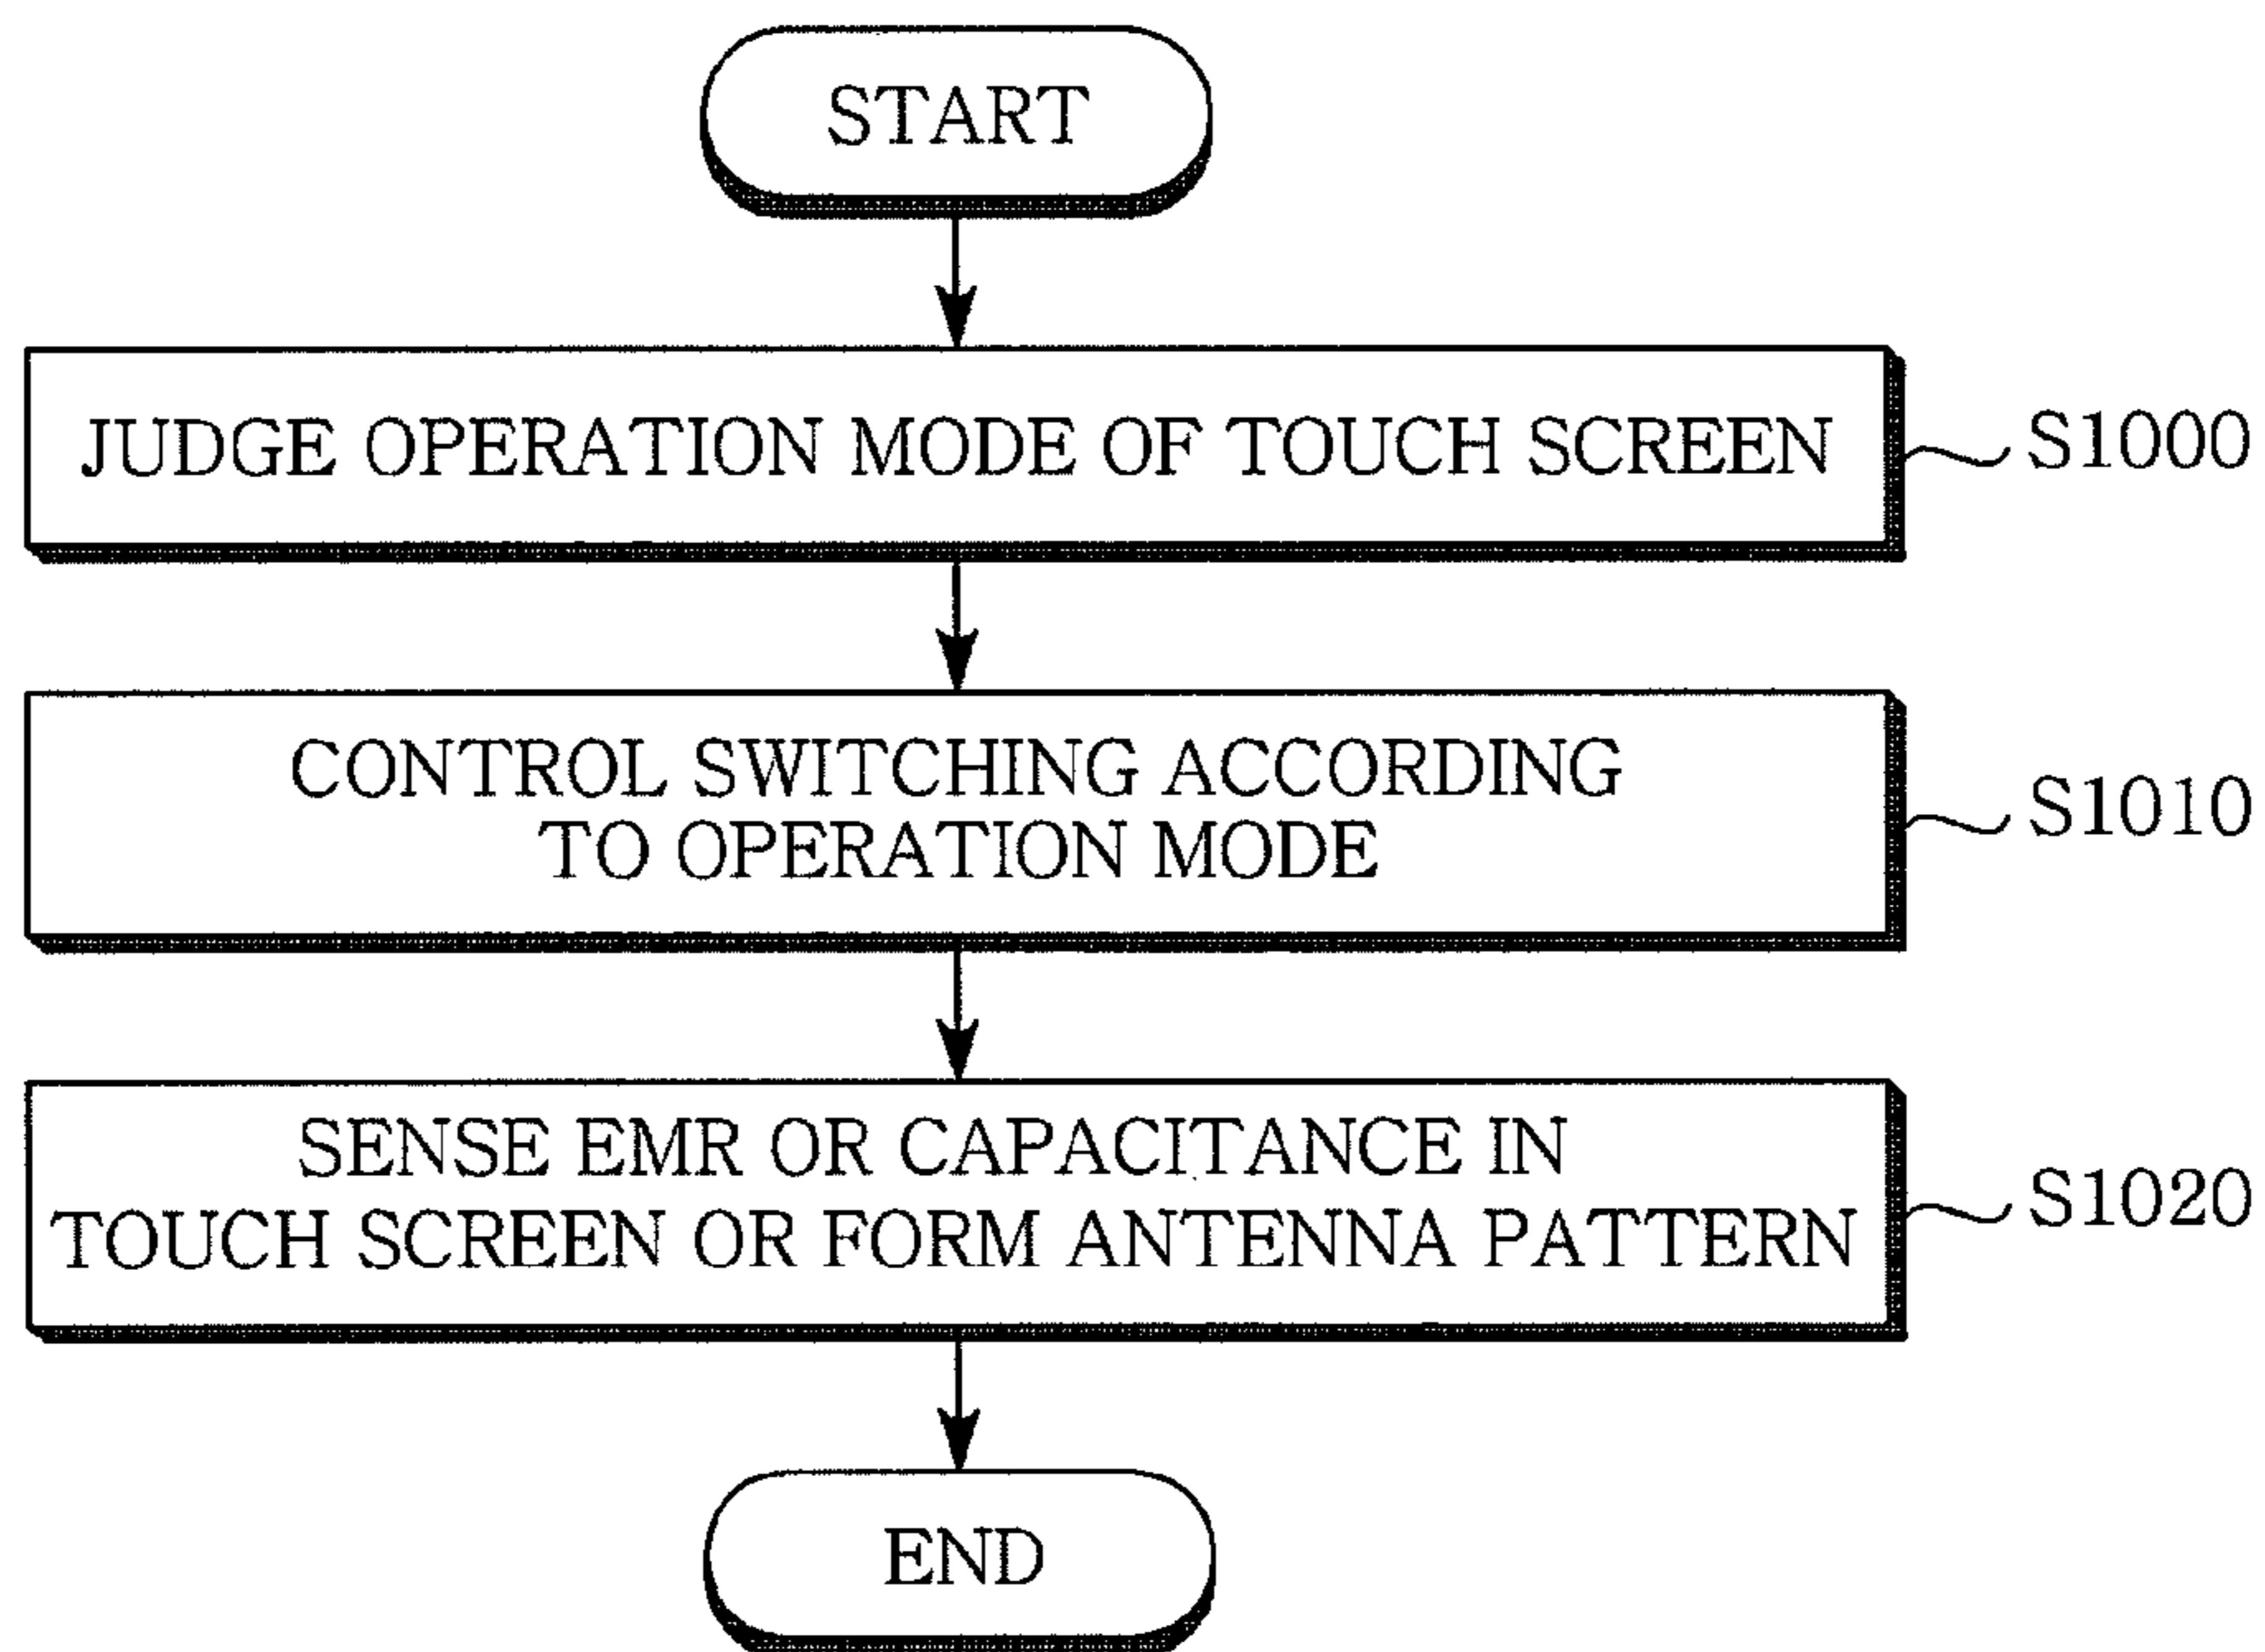 START
JUDGE OPERATION MODE OF TOUCH SCREEN
S1000
CONTROL SWITCHING ACCORDING
TO OPERATION MODE
S1010
SENSE EMR OR CAPACITANCE IN
TOUCH SCREEN OR FORM ANTENNA PATTERN
S1020
END